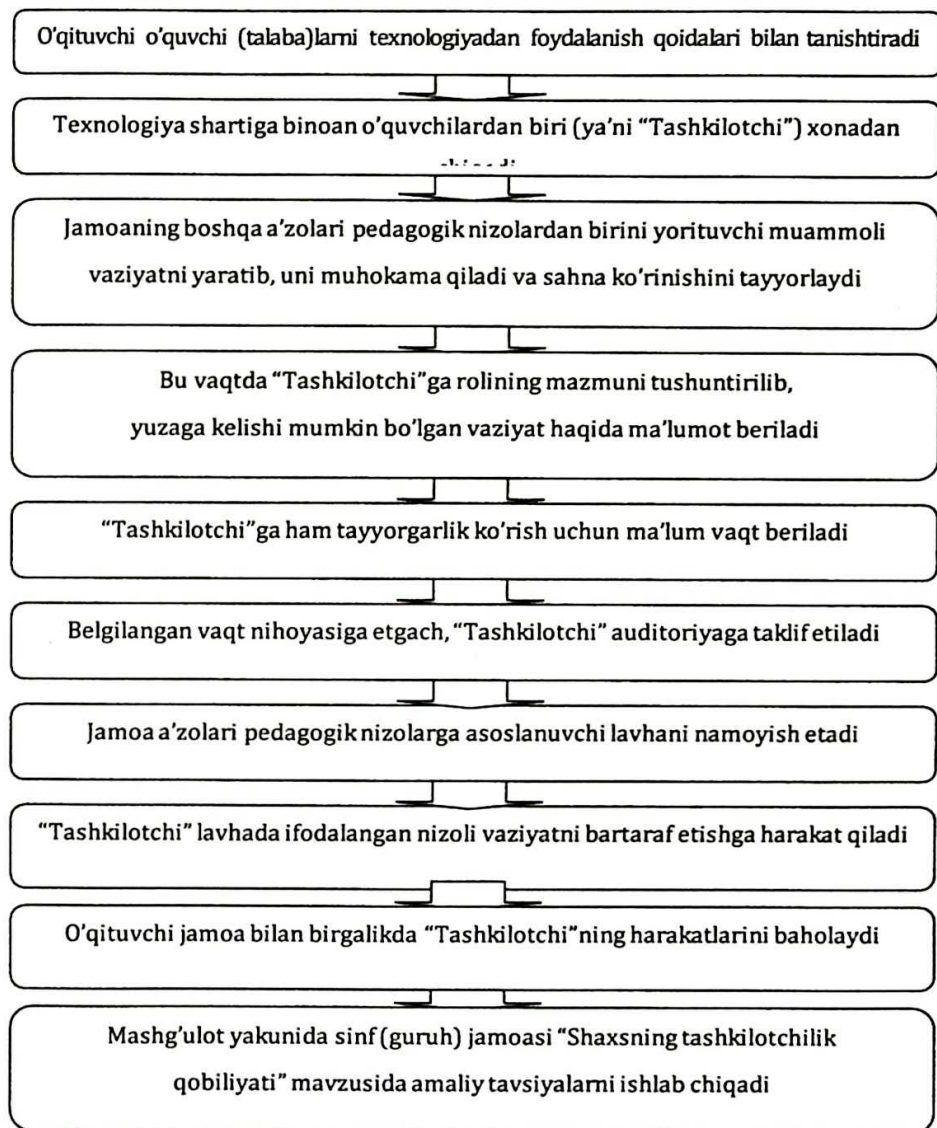 O’qituvchi o’quvchi (talaba)larni texnologiyadan foydalanish qoidalari bilan tanishtiradi
Texnologiya shartiga binoan o’quvchilardan biri (ya’ni “Tashkilotchi”) xonadan
Jamoaning boshqa a’zolari pedagogik nizolardan birini yorituvchi muammoli
vaziyatni yaratib, uni muhokama qiladi va sahna ko’rinishini tayyorlaydi
Bu vaqtda “Tashkilotchi”ga rolining mazmuni tushuntirilib,
yuzaga kelishi mumkin bo’lgan vaziyat haqida ma’lumot beriladi
“Tashkilotchi”ga ham tayyorgarlik ko’rish uchun ma’lum vaqt beriladi
Belgilangan vaqt nihoyasiga etgach, “Tashkilotchi” auditoriyaga taklif etiladi
Jamoa a’zolari pedagogik nizolarga asoslanuvchi lavhani namoyish etadi
“Tashkilotchi” lavhada ifodalangan nizoli vaziyatni bartaraf etishga harakat qiladi
O’qituvchi jamoa bilan birgalikda “Tashkilotchi”ning harakatlarini baholaydi
Mashg’ulot yakunida sinf (guruh) jamoasi “Shaxsning tashkilotchilik
qobiliyati” mavzusida amaliy tavsiyalarni ishlab chiqadi